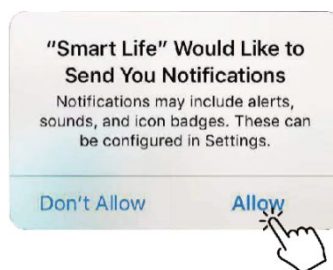 “Smart Life” Would Like to
Send You Notifications
Notifications may include alerts,
sounds, and icon badges. These can
be configured in Settings.
Don't Allow
Allow